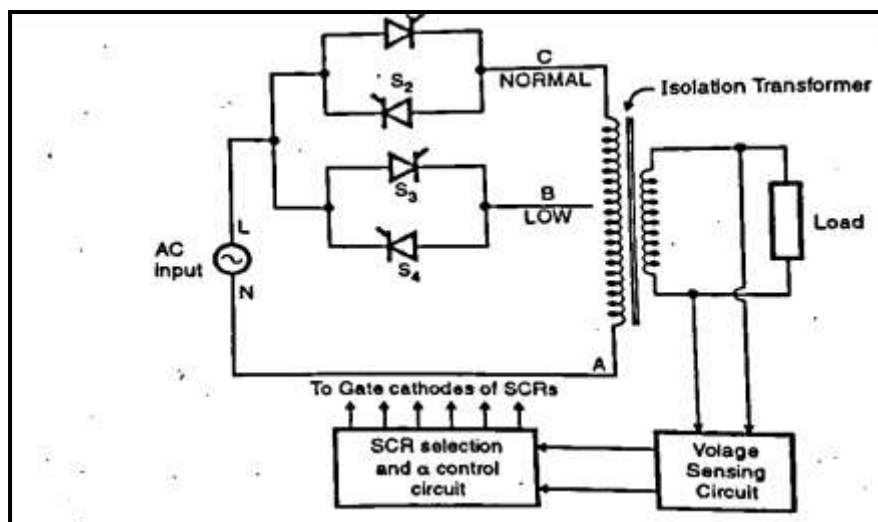 C
NORMAL
S2
Isolation Transformer
S3
B
LOW
L
AC
input
S4
N
Load
A
To Gate cathodes of SCRs
SCR selection
and α control
circuit
Volage
Sensing
Circuit